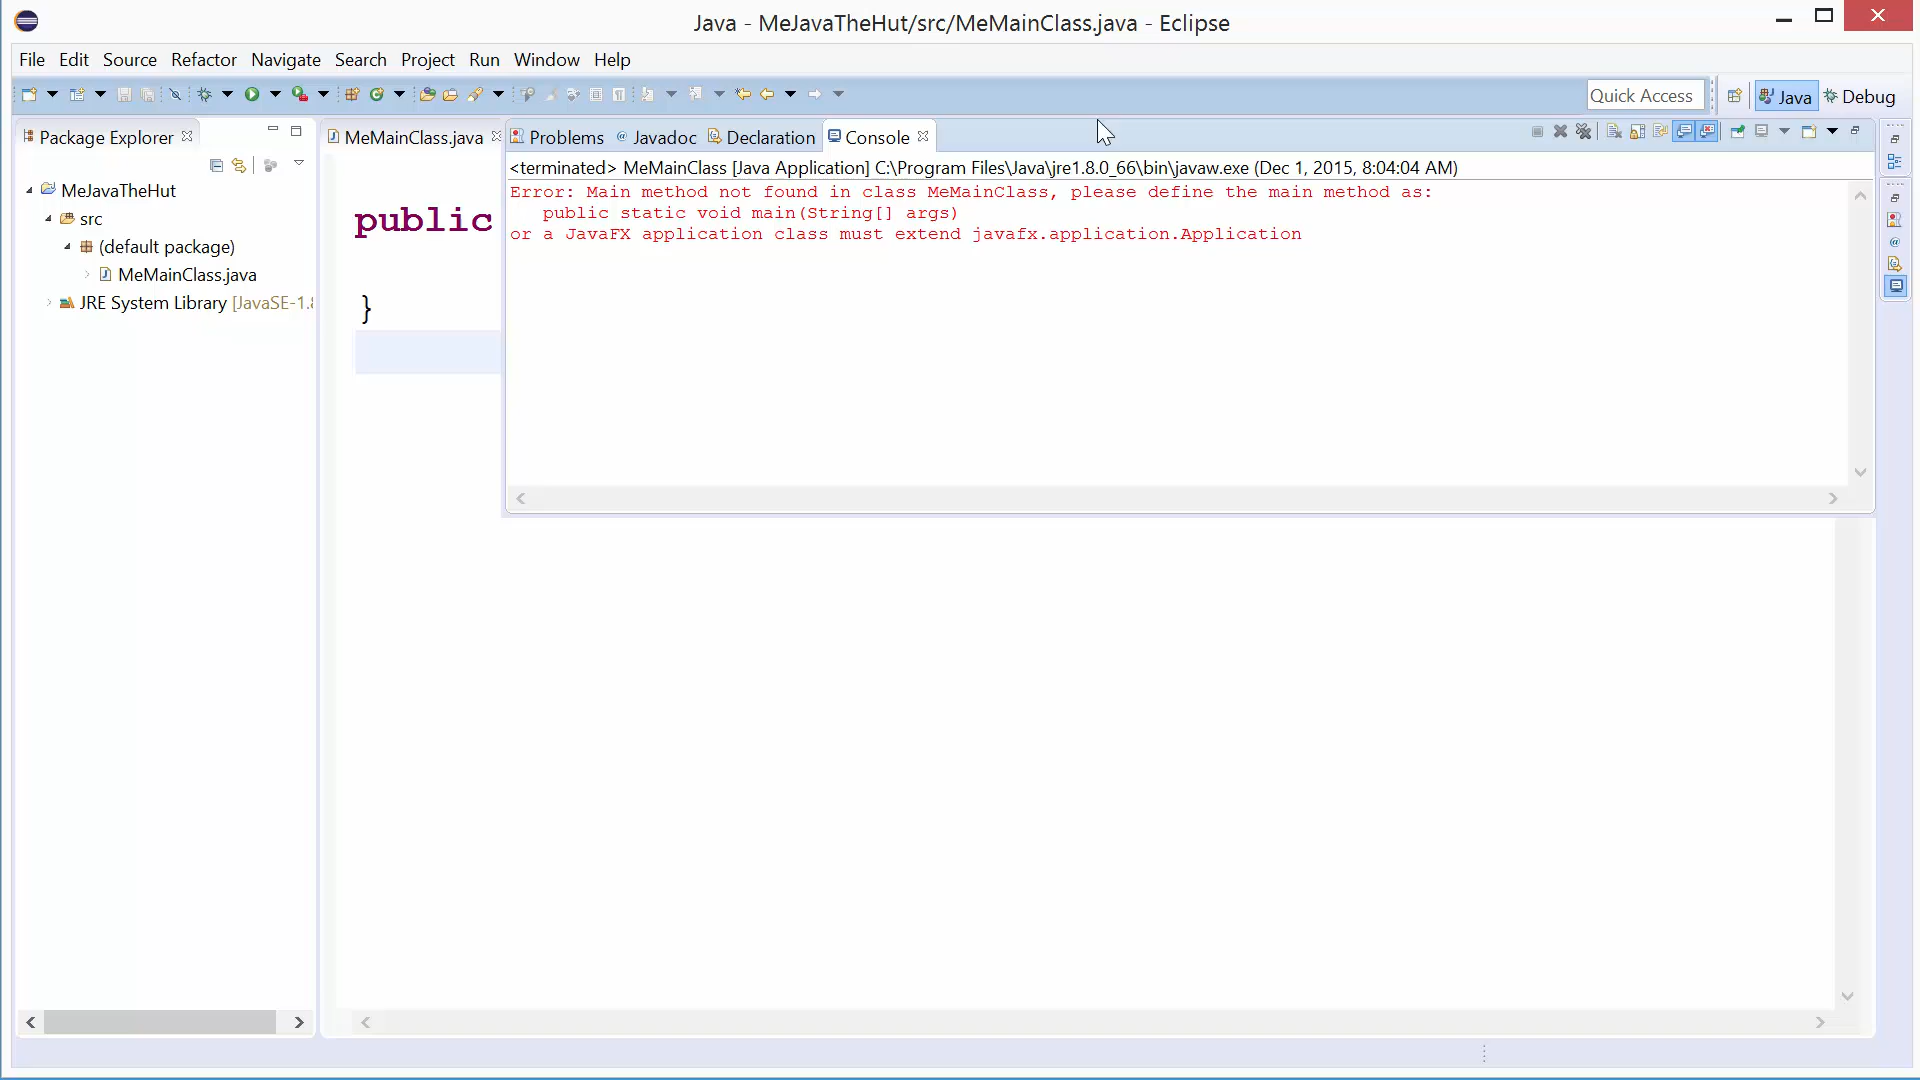 Java - MeJavaTheHut/src/MeMainClass.java - Eclipse
File Edit Source Refactor Navigate Search Project Run Window Help
Quick Access Java Debug
Package Explorer
MeJavaTheHut
src
(default package)
MeMainClass.java
JRE System Library [JavaSE-1.8
MeMainClass.java
public
}
Problems Javadoc Declaration Console
<terminated> MeMainClass [Java Application] C:\Program Files\Java\jre1.8.0_66\bin\javaw.exe (Dec 1, 2015, 8:04:04 AM)
Error: Main method not found in class MeMainClass, please define the main method as:
public static void main(String[] args)
or a JavaFX application class must extend javafx.application.Application